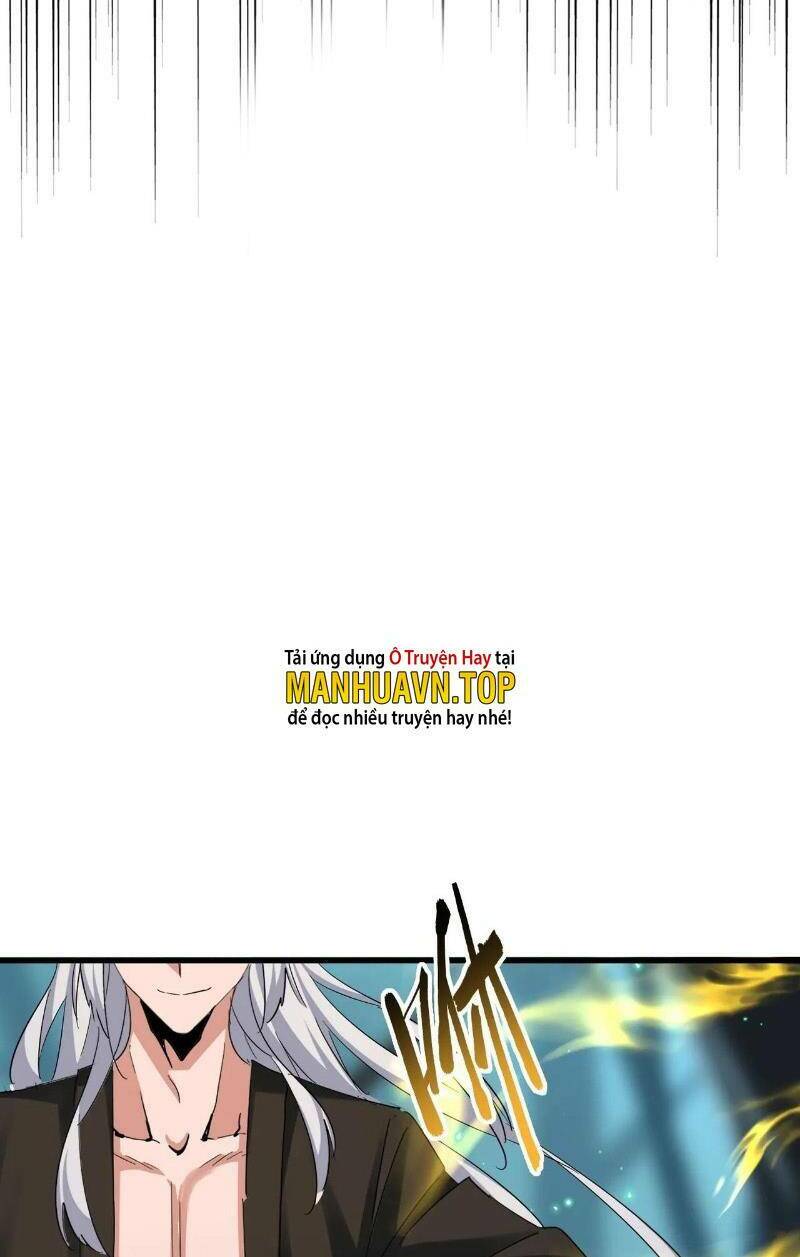 Tải ứng dụng Ô Truyện Hay tại
MANHUAVN.TOP
để đọc nhiều truyện hay nhé!